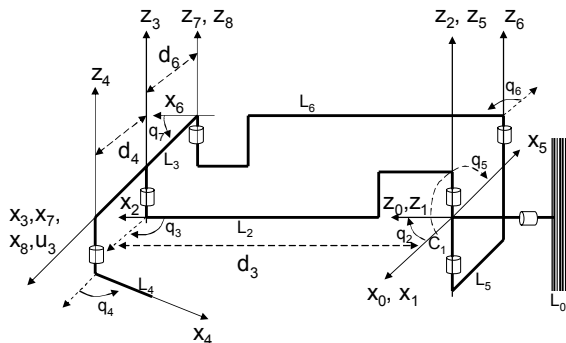 z₃
z₇, z₈
z₂, z₅
z₆
d₆
z₄
x₆
L₆
q₆
q₇
d₄
L₃
q₅
x₅
x₃,x₇,
x₈,u₃
x₂
z₀,z₁
q₃
L₂
q₂
C₁
d₃
L₄
q₄
x₄
x₀, x₁
L₅
L₀